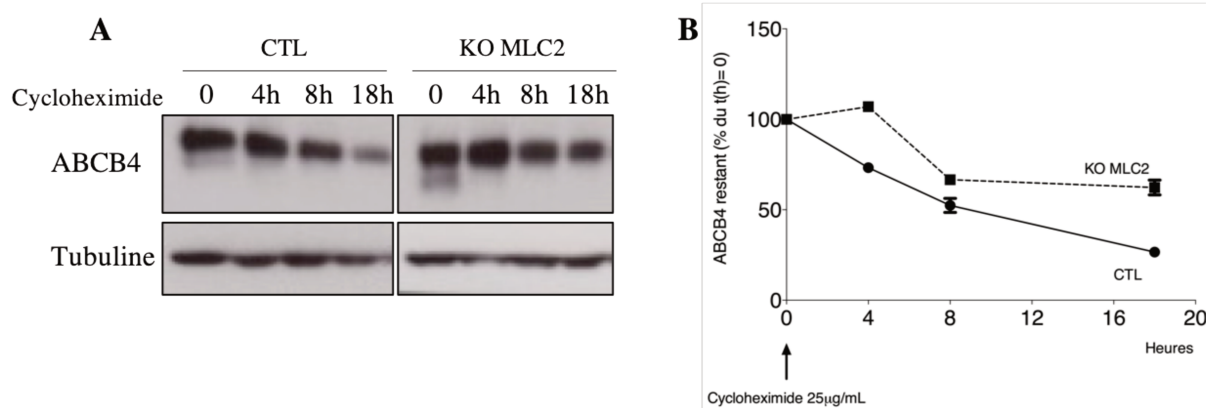 A
CTL KO MLC2
Cycloheximide 0 4h 8h 18h 0 4h 8h 18h
ABCB4
Tubuline
B
ABCB4 restant (% du t(h)= 0)
150
100
50
0
KO MLC2
CTL
0 4 8 12 16 20
Heures
Cycloheximide 25µg/mL